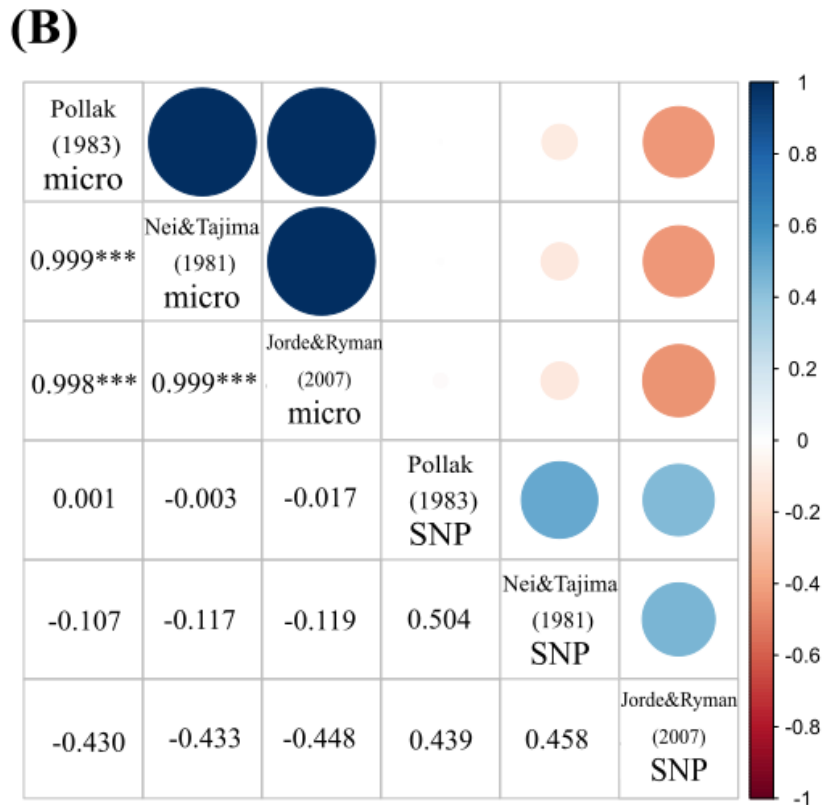 (B)
Pollak
(1983)
micro
0.999***
Nei&Tajima
(1981)
micro
0.998***
0.999***
Jorde&Ryman
(2007)
micro
0.001
-0.003
-0.017
Pollak
(1983)
SNP
-0.107
-0.117
-0.119
0.504
Nei&Tajima
(1981)
SNP
-0.430
-0.433
-0.448
0.439
0.458
Jorde&Ryman
(2007)
SNP
1
0.8
0.6
0.4
0.2
0
-0.2
-0.4
-0.6
-0.8
-1